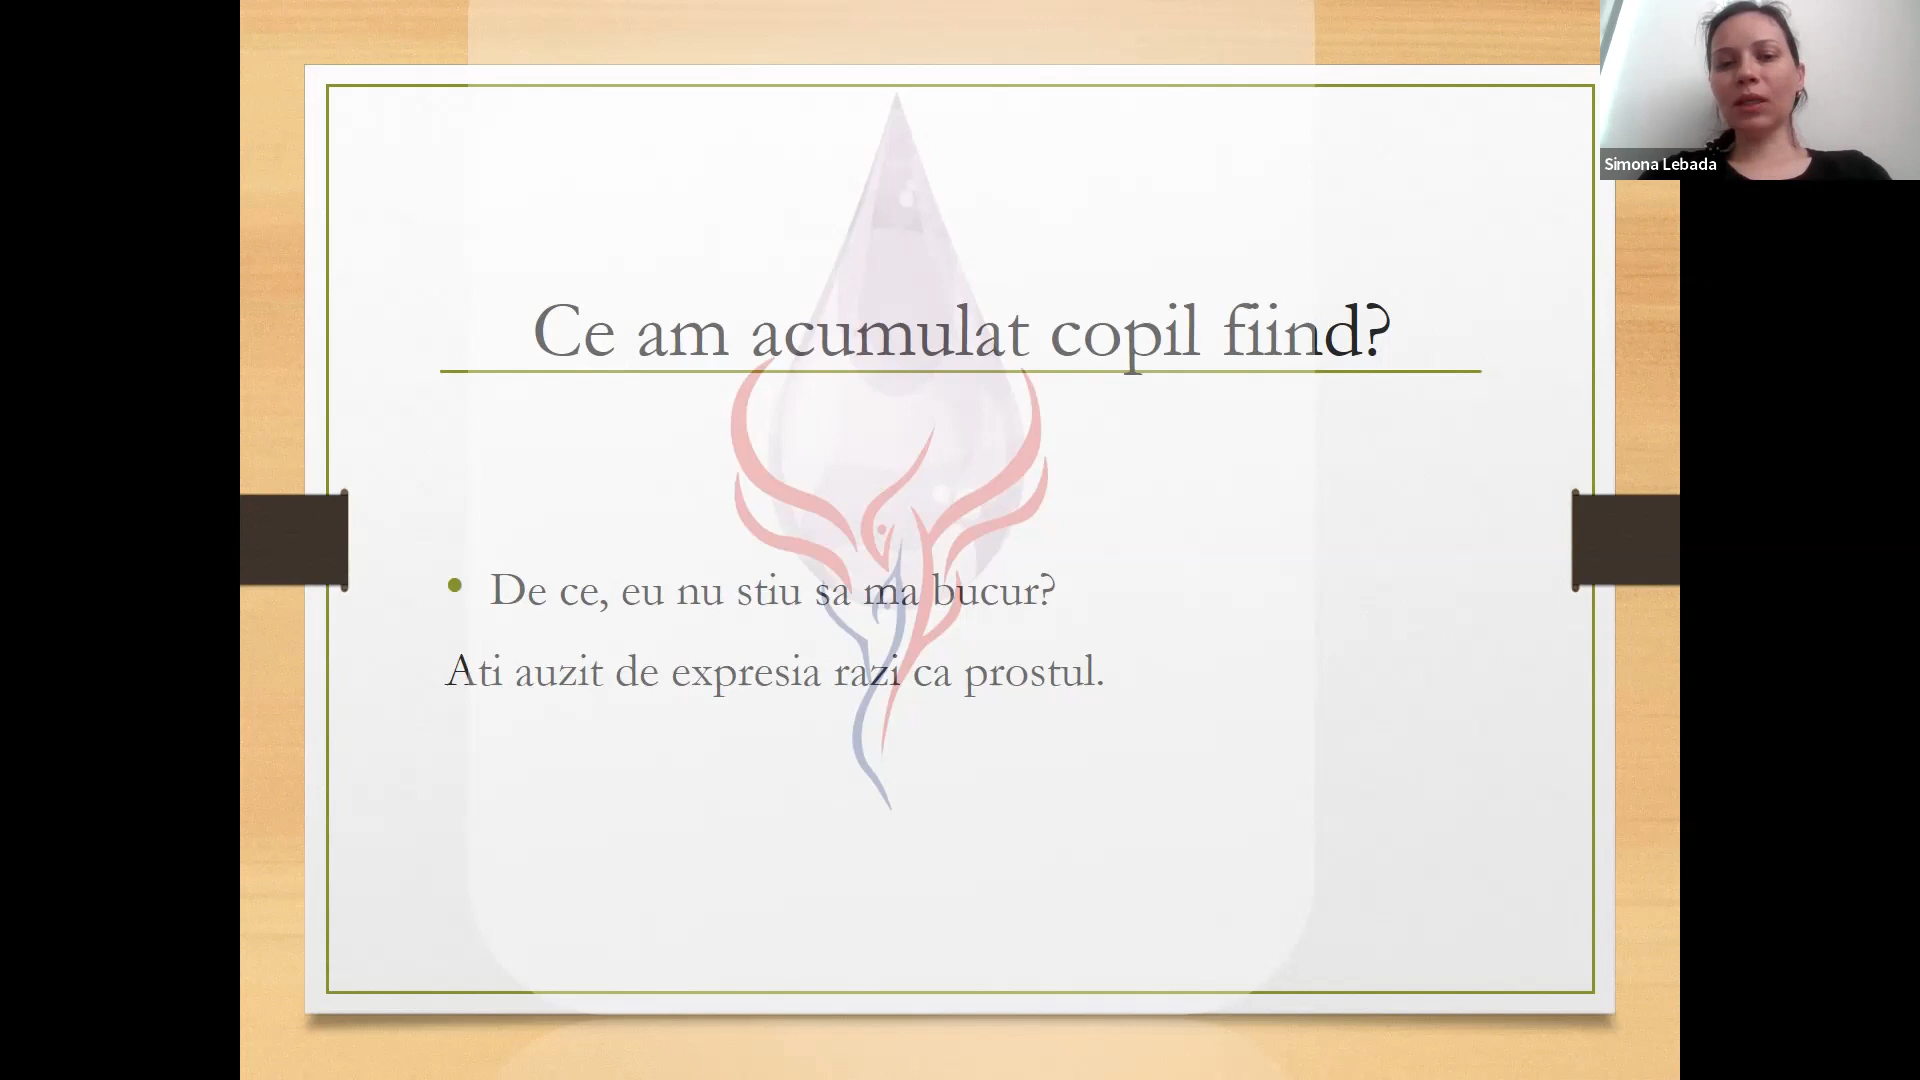 Simona Lebada
Ce am acumulat copil fiind?
De ce, eu nu stiu sa ma bucur?
Ati auzit de expresia razi ca prostul.